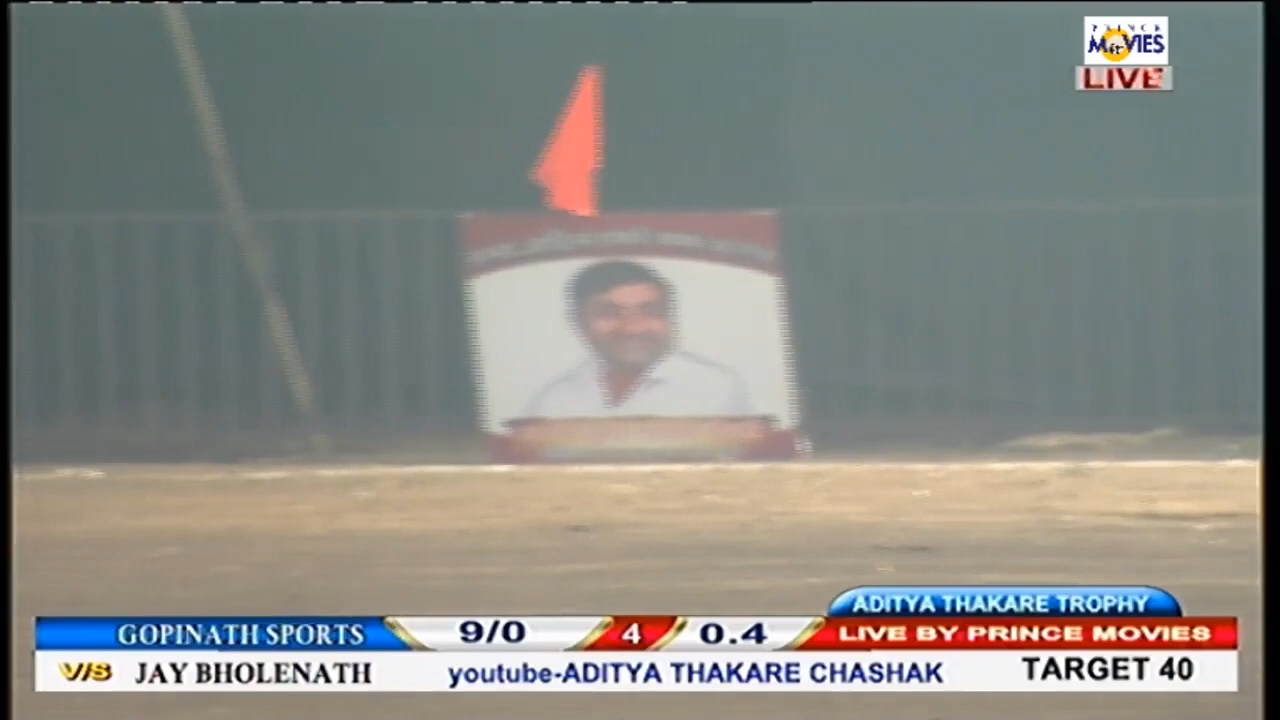 PRINCE
MOVIES
ft
LIVE
ADITYA THAKARE TROPHY
GOPINATH SPORTS 9/0 4 0.4 LIVE BY PRINCE MOVIES
V/S JAY BHOLENATH youtube-ADITYA THAKARE CHASHAK TARGET 40